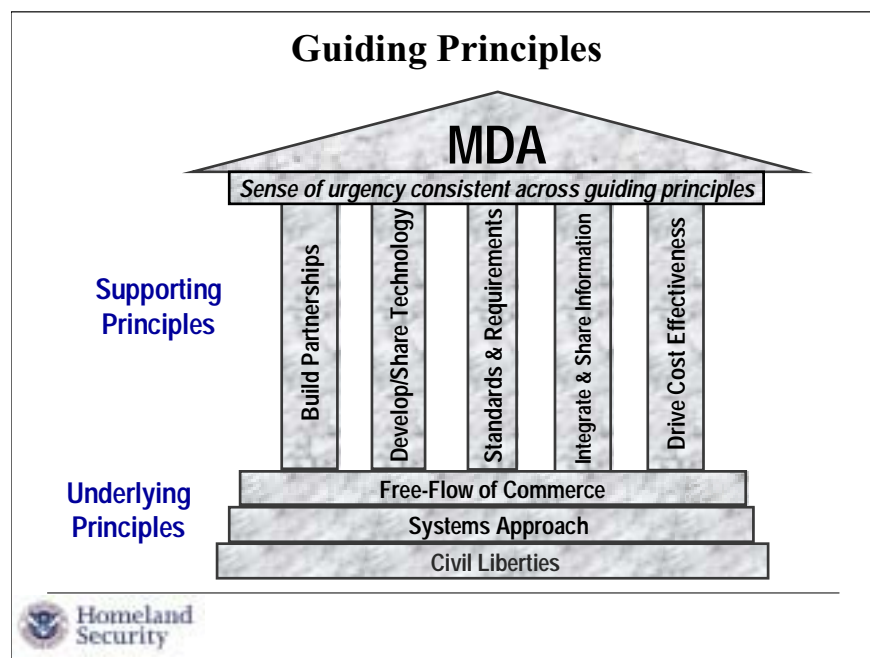 Guiding Principles
MDA
Sense of urgency consistent across guiding principles
Supporting
Principles
Build Partnerships
Develop/Share Technology
Standards & Requirements
Integrate & Share Information
Drive Cost Effectiveness
Underlying
Principles
Free-Flow of Commerce
Systems Approach
Civil Liberties
Homeland
Security